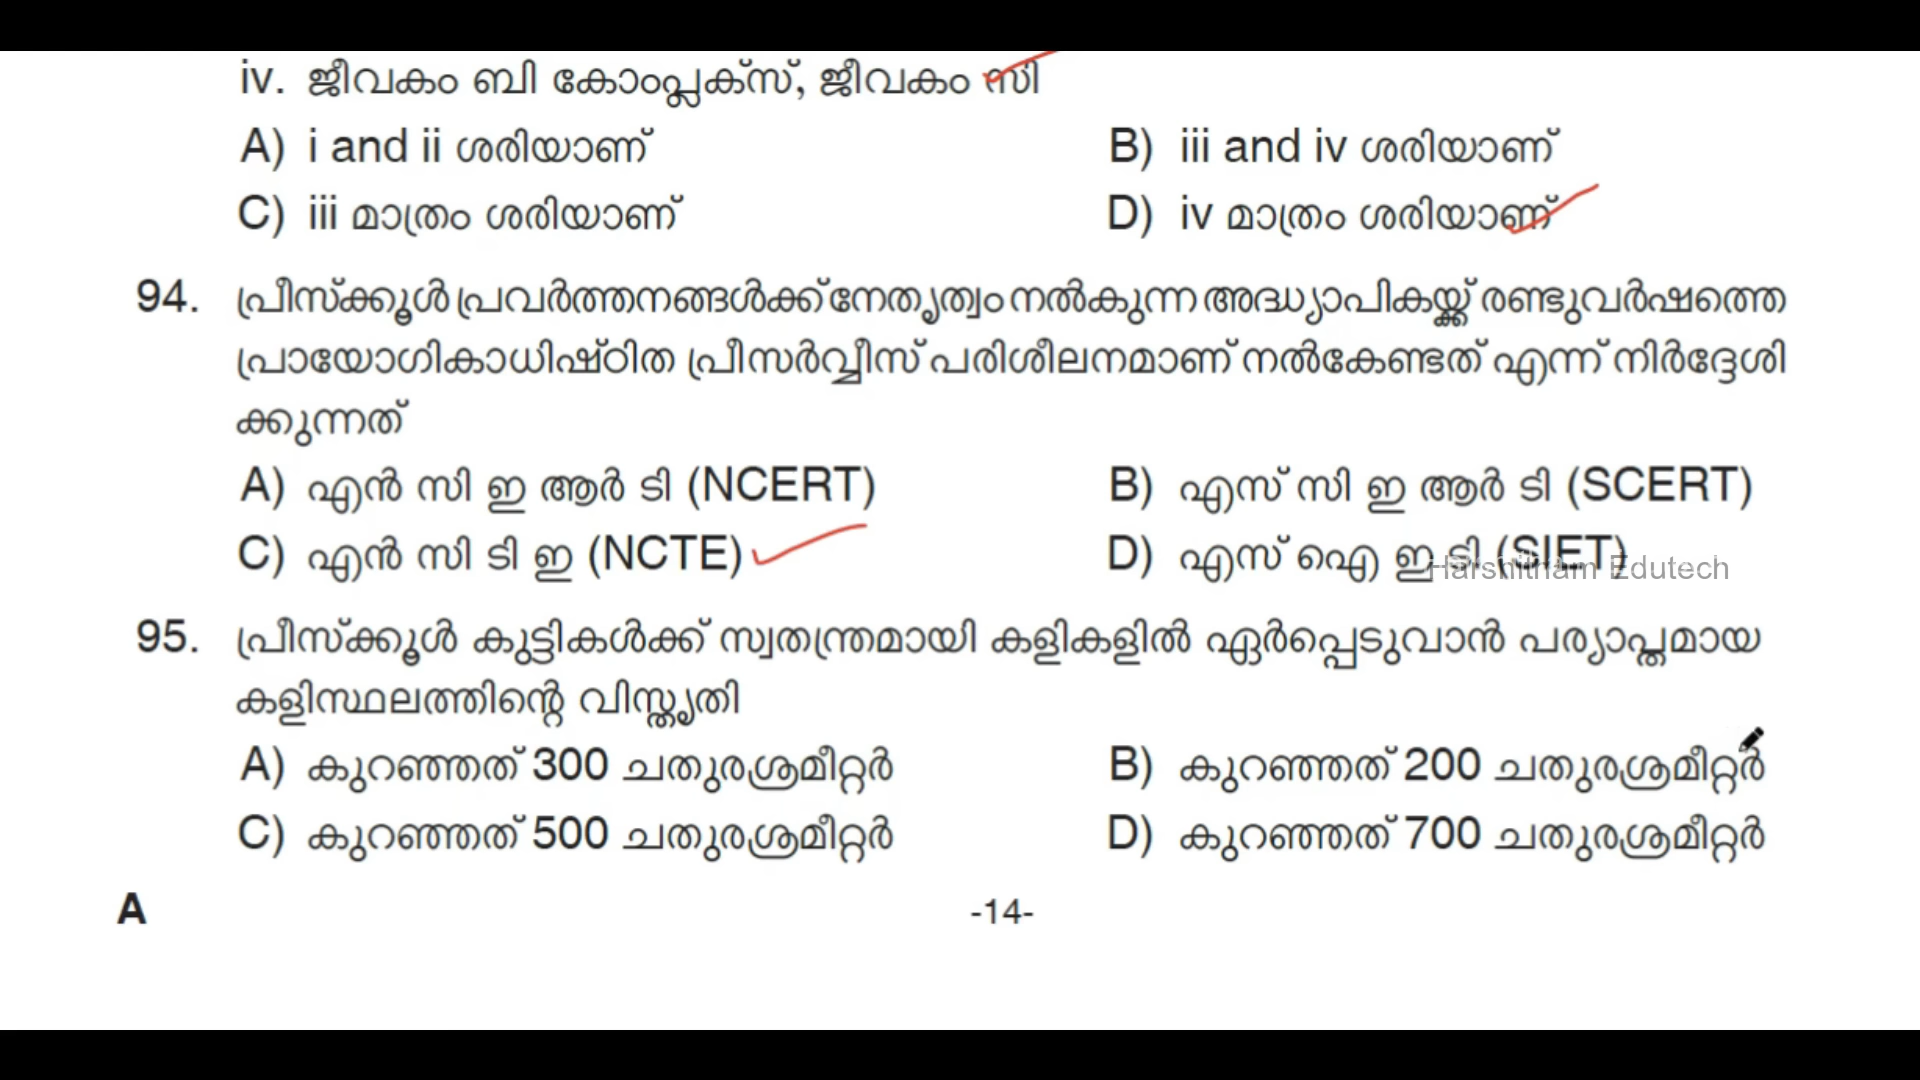 iv. ജീവകം ബി കോംപ്ലക്സ്, ജീവകം സി
A) i and ii ശരിയാണ് B) iii and iv ശരിയാണ്
C) iii മാത്രം ശരിയാണ് D) iv മാത്രം ശരിയാണ്
94. പ്രീസ്ക്കൂൾ പ്രവർത്തനങ്ങൾക്ക് നേതൃത്വം നൽകുന്ന അദ്ധ്യാപികയ്ക്ക് രണ്ടുവർഷത്തെ
പ്രായോഗികാധിഷ്ഠിത പ്രീസർവ്വീസ് പരിശീലനമാണ് നൽകേണ്ടത് എന്ന് നിർദ്ദേശി
ക്കുന്നത്
A) എൻ സി ഇ ആർ ടി (NCERT) B) എസ് സി ഇ ആർ ടി (SCERT)
C) എൻ സി ടി ഇ (NCTE) D) എസ് ഐ ഇ ടി (SIET)
Harshitham Edutech
95. പ്രീസ്ക്കൂൾ കുട്ടികൾക്ക് സ്വതന്ത്രമായി കളികളിൽ ഏർപ്പെടുവാൻ പര്യാപ്തമായ
കളിസ്ഥലത്തിന്റെ വിസ്തൃതി
A) കുറഞ്ഞത് 300 ചതുരശ്രമീറ്റർ B) കുറഞ്ഞത് 200 ചതുരശ്രമീറ്റർ
C) കുറഞ്ഞത് 500 ചതുരശ്രമീറ്റർ D) കുറഞ്ഞത് 700 ചതുരശ്രമീറ്റർ
A -14-